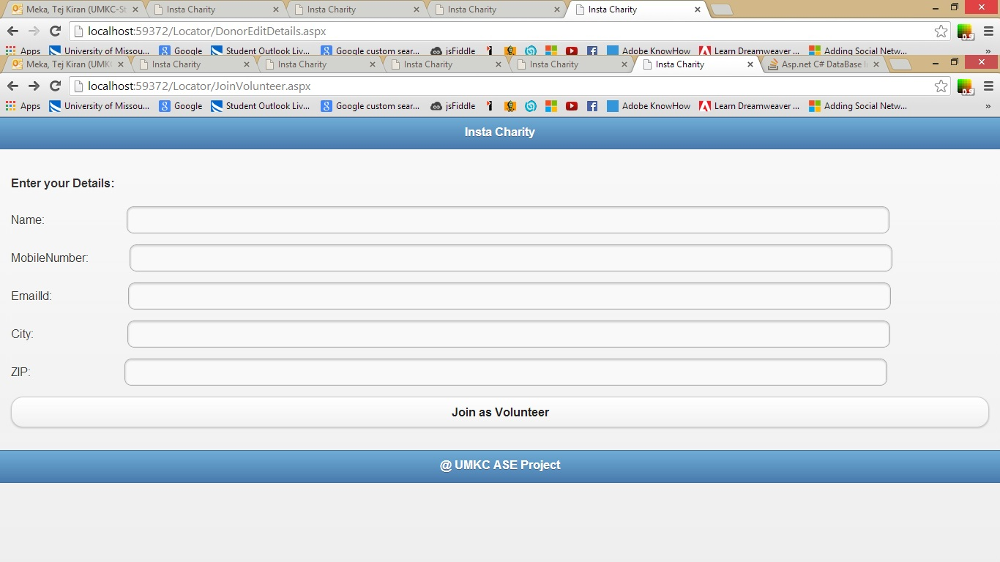 Meka, Tej Kiran (UMKC-St Insta Charity Insta Charity Insta Charity Insta Charity
localhost:59372/Locator/DonorEditDetails.aspx
Apps University of Missou... Google Student Outlook Liv... Google custom sear... jsFiddle Adobe KnowHow Learn Dreamweaver ... Adding Social Netw... »
Meka, Tej Kiran (UMKC Insta Charity Insta Charity Insta Charity Insta Charity Insta Charity Asp.net C# DataBase
localhost:59372/Locator/JoinVolunteer.aspx
Apps University of Missou... Google Student Outlook Liv... Google custom sear... jsFiddle Adobe KnowHow Learn Dreamweaver ... Adding Social Netw... »
Insta Charity
Enter your Details:
Name:
MobileNumber:
EmailId:
City:
ZIP:
Join as Volunteer
@ UMKC ASE Project